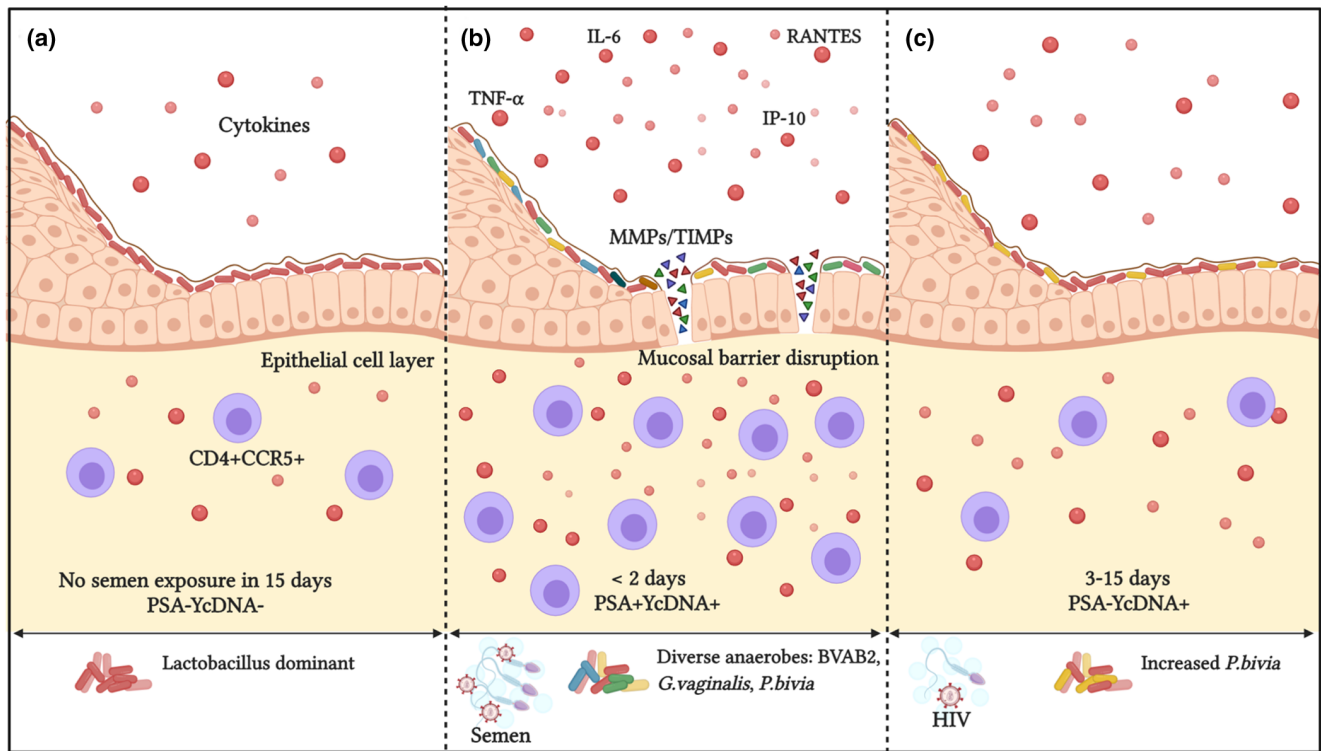 (a)
Cytokines
Epithelial cell layer
CD4+CCR5+
No semen exposure in 15 days
PSA-YcDNA-
Lactobacillus dominant
(b)
IL-6
RANTES
TNF-α
IP-10
MMPs/TIMPs
Mucosal barrier disruption
< 2 days
PSA+YcDNA+
Semen
Diverse anaerobes: BVAB2,
G.vaginalis, P.bivia
(c)
3-15 days
PSA-YcDNA+
HIV
Increased P.bivia